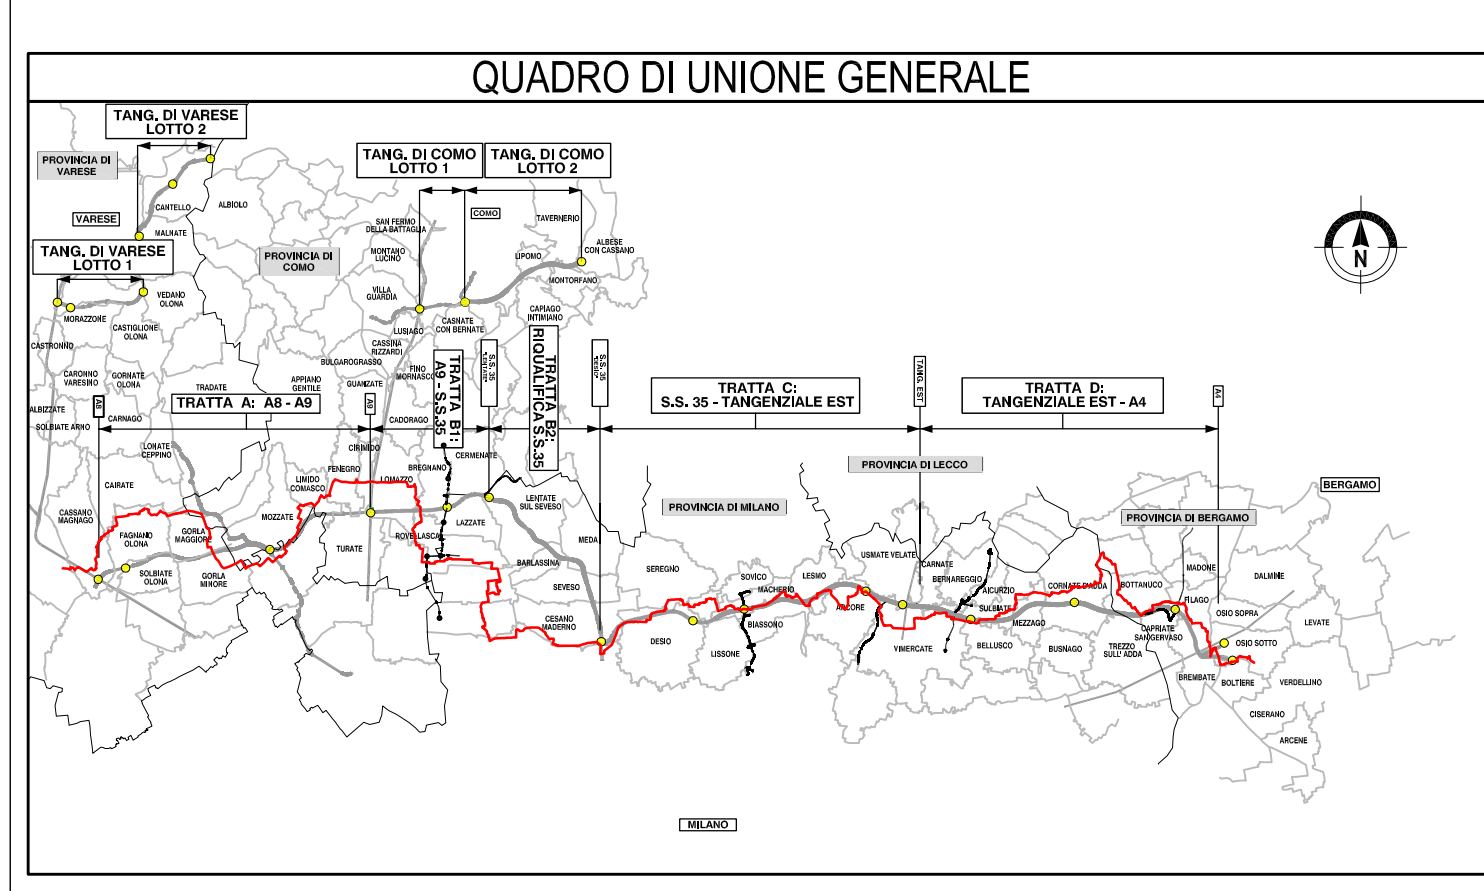 QUADRO DI UNIONE GENERALE
TANG. DI VARESE
LOTTO 2
PROVINCIA DI
VARESE
TANG. DI COMO
LOTTO 1
TANG. DI COMO
LOTTO 2
CANTELLO
ALBIOLO
VARESE
COMO
MALNATE
SAN FERMO
DELLA BATTAGLIA
TAVERNERIO
TANG. DI VARESE
LOTTO 1
PROVINCIA DI
COMO
MONTANO
LUCINO
LIPOMO
ALBESE
CON CASSANO
MONTORFANO
N
VEDANO
OLONA
VILLA
GUARDIA
MORAZZONE
CASTIGLIONE
OLONA
LUSIAGO
CASNATE
CON BERNATE
CAPIAGO
INTIMIANO
CASTRONNO
CASSINA
RIZZARDI
BULGAROGRASSO
CARONNO
VARESINO
GORNATE
OLONA
TRADATE
APPIANO
GENTILE
GUANZATE
FINO
MORNASCO
TRATTA B1:
A9 - S.S.35
S.S. 35
TRATTA B2:
RIQUALIFICA S.S.35
S.S. 35
"DESIO"
TRATTA C:
S.S. 35 - TANGENZIALE EST
TANG. EST
TRATTA D:
TANGENZIALE EST - A4
A4
A8
TRATTA A: A8 - A9
A9
ALBIZZATE
CARNAGO
SOLBIATE ARNO
CADORAGO
LONATE
CEPPINO
CIRIMIDO
CERMENATE
FENEGRO
BREGNANO
PROVINCIA DI LECCO
CAIRATE
LIMIDO
COMASCO
LOMAZZO
BERGAMO
CASSANO
MAGNAGO
MOZZATE
LAZZATE
LENTATE
SUL SEVESO
PROVINCIA DI MILANO
PROVINCIA DI BERGAMO
FAGNANO
OLONA
GORLA
MAGGIORE
TURATE
ROVELLASCA
MEDA
BARLASSINA
SEREGNO
USMATE VELATE
CARNATE
SOLBIATE
OLONA
GORLA
MINORE
SEVESO
SOVICO
MACHERIO
LESMO
BERNAREGGIO
AICURZIO
CORNATE D'ADDA
BOTTANUCO
MADONE
DALMINE
CESANO
MADERNO
BIASSONO
ARCORE
SULBIATE
MEZZAGO
FILAGO
OSIO SOPRA
LEVATE
DESIO
LISSONE
VIMERCATE
BELLUSCO
BUSNAGO
TREZZO
SULL' ADDA
CAPRIATE
SANGERVASO
OSIO SOTTO
BREMBATE
BOLTIERE
VERDELLINO
CISERANO
ARCENE
MILANO